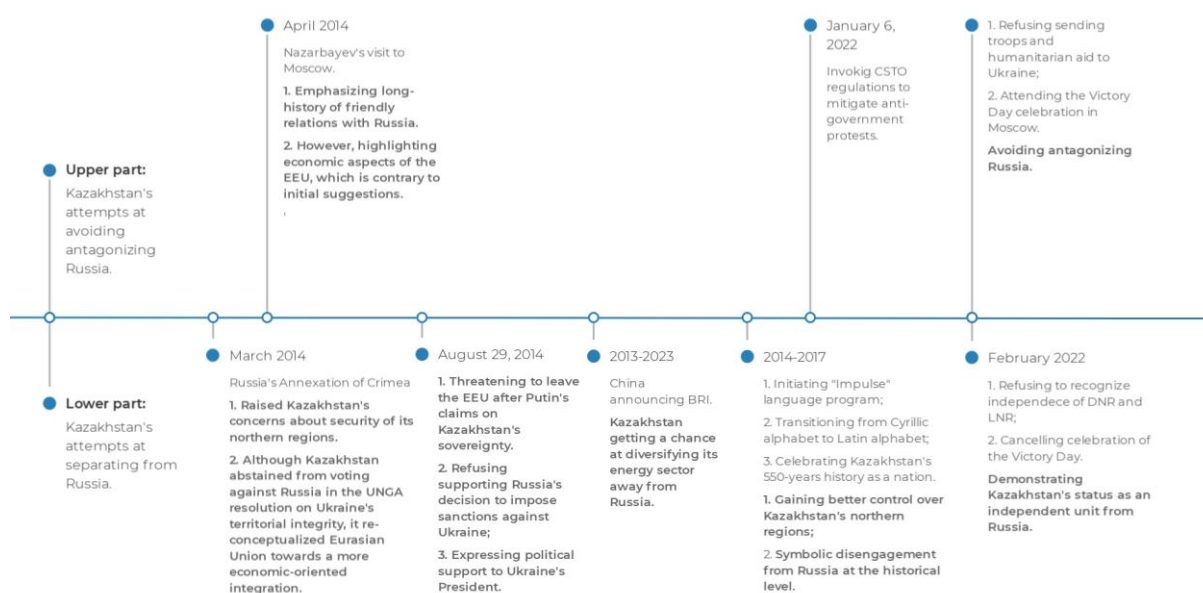 April 2014
Nazarbayev's visit to
Moscow.
1. Emphasizing long-
history of friendly
relations with Russia.
2. However, highlighting
economic aspects of the
EEU, which is contrary to
initial suggestions.
.
January 6,
2022
Invokig CSTO
regulations to
mitigate anti-
government
protests.
1. Refusing sending
troops and
humanitarian aid to
Ukraine;
2. Attending the Victory
Day celebration in
Moscow.
Avoiding antagonizing
Russia.
Upper part:
Kazakhstan's
attempts at
avoiding
antagonizing
Russia.
Lower part:
Kazakhstan's
attempts at
separating from
Russia.
March 2014
Russia's Annexation of Crimea
1. Raised Kazakhstan's
concerns about security of its
northern regions.
2. Although Kazakhstan
abstained from voting
against Russia in the UNGA
resolution on Ukraine's
territorial integrity, it re-
conceptualized Eurasian
Union towards a more
economic-oriented
integration.
August 29, 2014
1. Threatening to leave
the EEU after Putin's
claims on
Kazakhstan's
sovereignty.
2. Refusing
supporting Russia's
decision to impose
sanctions against
Ukraine;
3. Expressing political
support to Ukraine's
President.
2013-2023
China
announcing BRI.
Kazakhstan
getting a chance
at diversifying its
energy sector
away from
Russia.
2014-2017
1. Initiating "Impulse"
language program;
2. Transitioning from Cyrillic
alphabet to Latin alphabet;
3. Celebrating Kazakhstan's
550-years history as a nation.
1. Gaining better control over
Kazakhstan's northern
regions;
2. Symbolic disengagement
from Russia at the historical
level.
February 2022
1. Refusing to recognize
independece of DNR and
LNR;
2. Cancelling celebration of
the Victory Day.
Demonstrating
Kazakhstan's status as an
independent unit from
Russia.